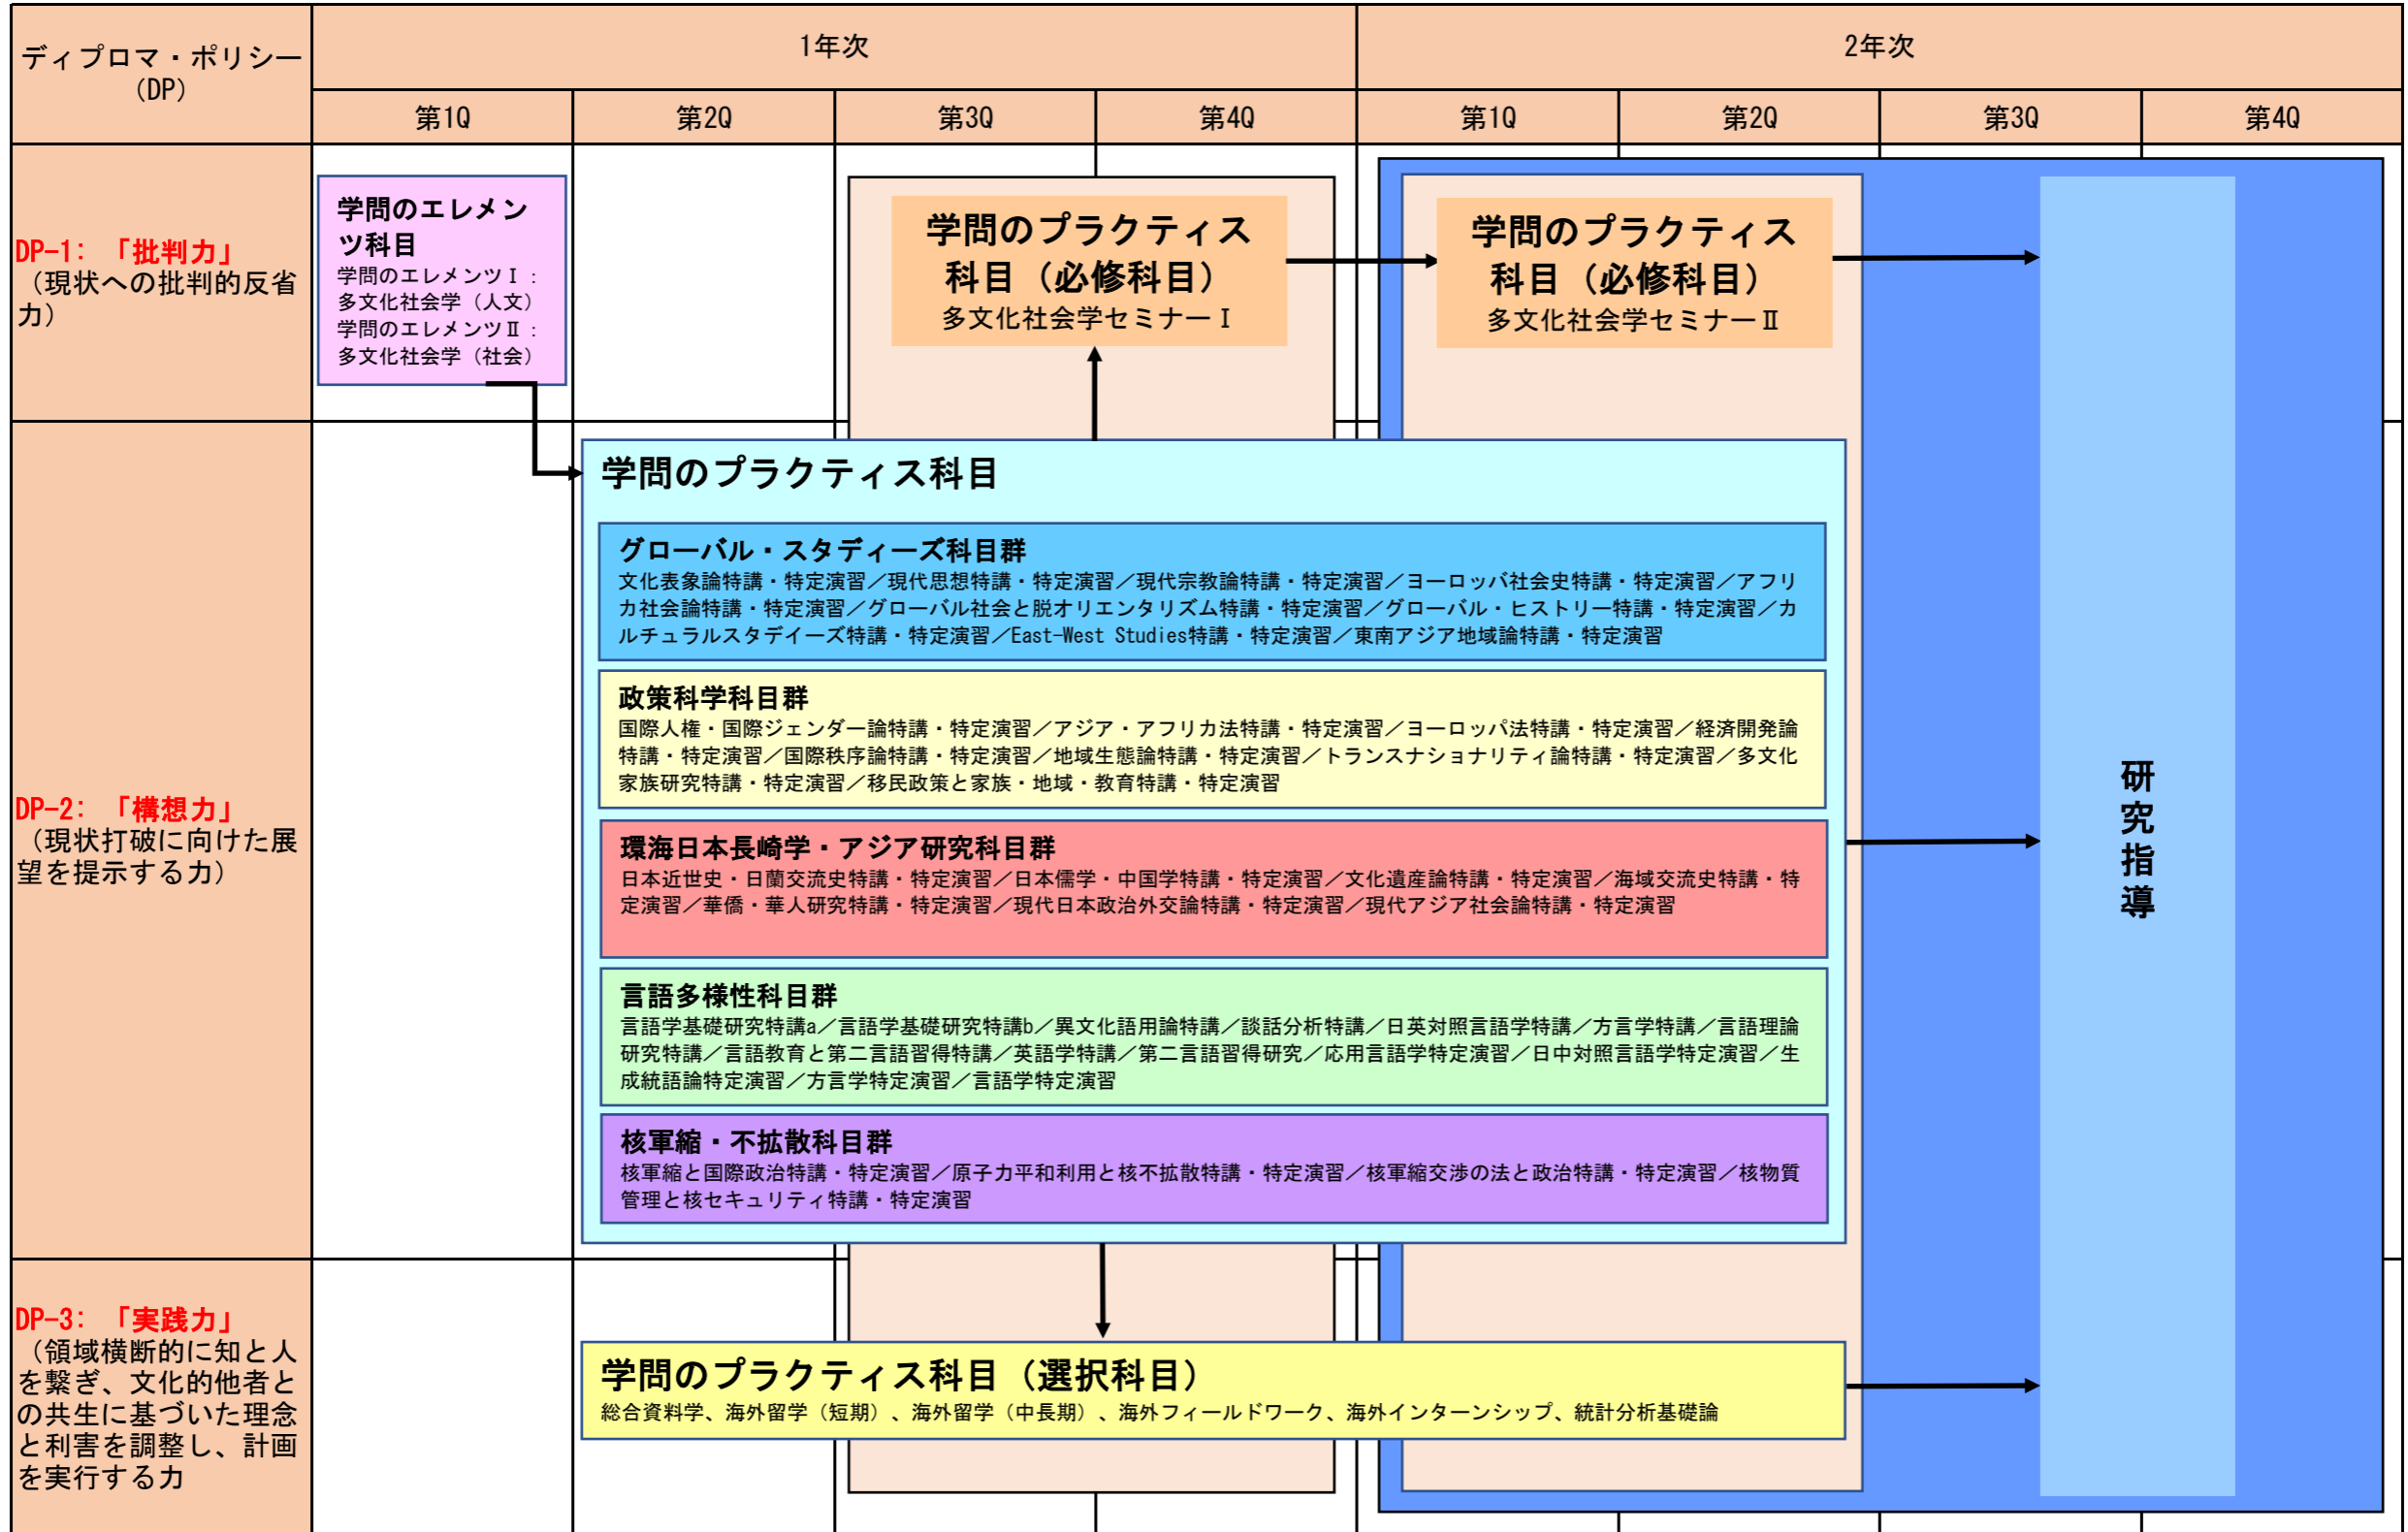 ディプロマ・ポリシー
(DP)
1年次
2年次
第1Q
第2Q
第3Q
第4Q
第1Q
第2Q
第3Q
第4Q
DP-1: 「批判力」
(現状への批判的反省
力)
学問のエレメン
ツ科目
学問のエレメンツⅠ:
多文化社会学(人文)
学問のエレメンツⅡ:
多文化社会学(社会)
学問のプラクティス
科目(必修科目)
多文化社会学セミナーⅠ
学問のプラクティス
科目(必修科目)
多文化社会学セミナーⅡ
DP-2: 「構想力」
(現状打破に向けた展
望を提示する力)
学問のプラクティス科目
グローバル・スタディーズ科目群
文化表象論特講・特定演習／現代思想特講・特定演習／現代宗教論特講・特定演習／ヨーロッパ社会史特講・特定演習／アフリ
カ社会論特講・特定演習／グローバル社会と脱オリエンタリズム特講・特定演習／グローバル・ヒストリー特講・特定演習／カ
ルチュラルスタデイーズ特講・特定演習／East-West Studies特講・特定演習／東南アジア地域論特講・特定演習
政策科学科目群
国際人権・国際ジェンダー論特講・特定演習／アジア・アフリカ法特講・特定演習／ヨーロッパ法特講・特定演習／経済開発論
特講・特定演習／国際秩序論特講・特定演習／地域生態論特講・特定演習／トランスナショナリティ論特講・特定演習／多文化
家族研究特講・特定演習／移民政策と家族・地域・教育特講・特定演習
環海日本長崎学・アジア研究科目群
日本近世史・日蘭交流史特講・特定演習／日本儒学・中国学特講・特定演習／文化遺産論特講・特定演習／海域交流史特講・特
定演習／華僑・華人研究特講・特定演習／現代日本政治外交論特講・特定演習／現代アジア社会論特講・特定演習
言語多様性科目群
言語学基礎研究特講a／言語学基礎研究特講b／異文化語用論特講／談話分析特講／日英対照言語学特講／方言学特講／言語理論
研究特講／言語教育と第二言語習得特講／英語学特講／第二言語習得研究／応用言語学特定演習／日中対照言語学特定演習／生
成統語論特定演習／方言学特定演習／言語学特定演習
核軍縮・不拡散科目群
核軍縮と国際政治特講・特定演習／原子力平和利用と核不拡散特講・特定演習／核軍縮交渉の法と政治特講・特定演習／核物質
管理と核セキュリティ特講・特定演習
研究指導
DP-3: 「実践力」
(領域横断的に知と人
を繋ぎ、文化的他者と
の共生に基づいた理念
と利害を調整し、計画
を実行する力
学問のプラクティス科目(選択科目)
総合資料学、海外留学(短期)、海外留学(中長期)、海外フィールドワーク、海外インターンシップ、統計分析基礎論